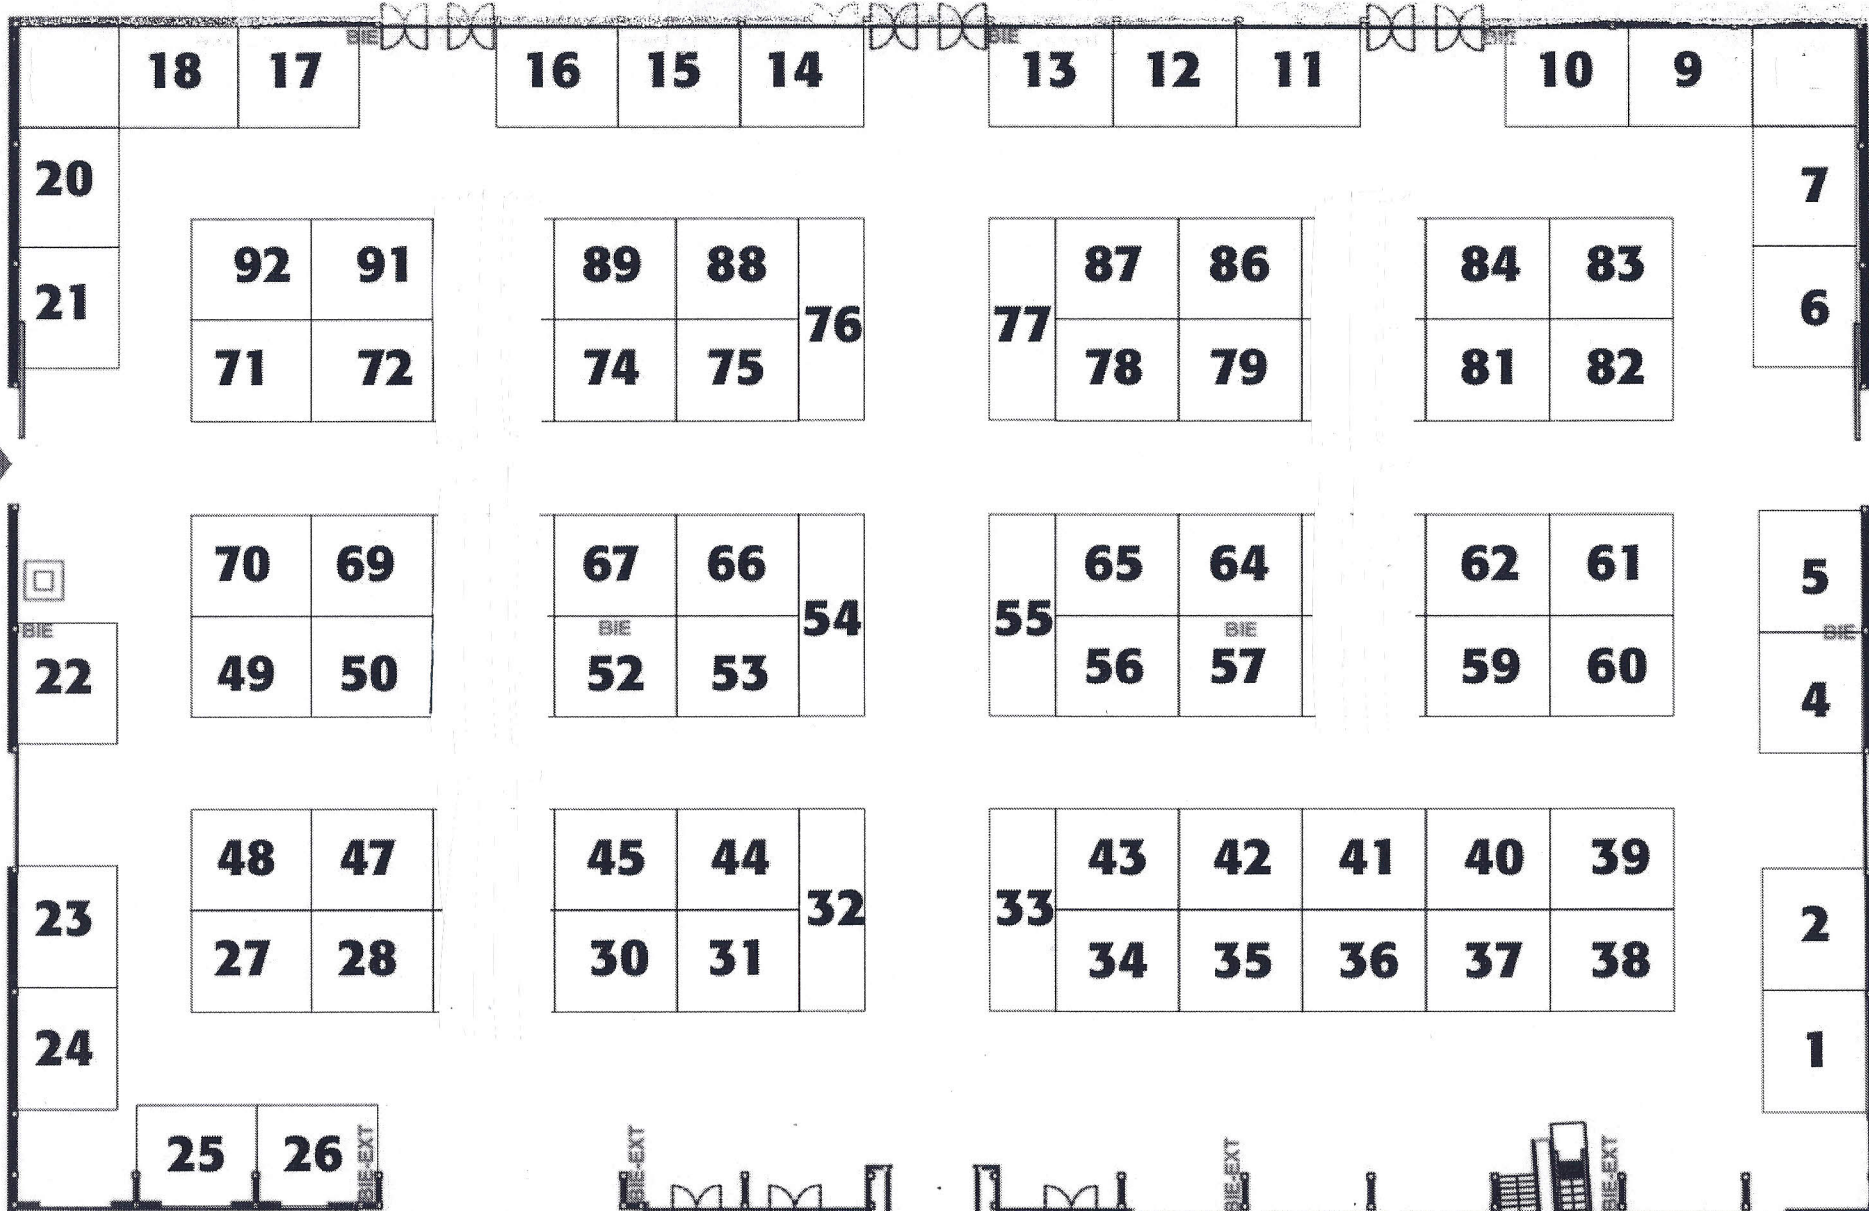 BIE BIE BIE
18 17 16 15 14 13 12 11 10 9
20 7
92 91 89 88 87 86 84 83
21 76 77 6
71 72 74 75 78 79 81 82
70 69 67 66 65 64 62 61 5
54 55
BIE BIE BIE BIE
22 49 50 52 53 56 57 59 60 4
48 47 45 44 43 42 41 40 39
23 32 33 2
27 28 30 31 34 35 36 37 38
24 1
25 26 BIE-EXT BIE-EXT BIE-EXT BIE-EXT